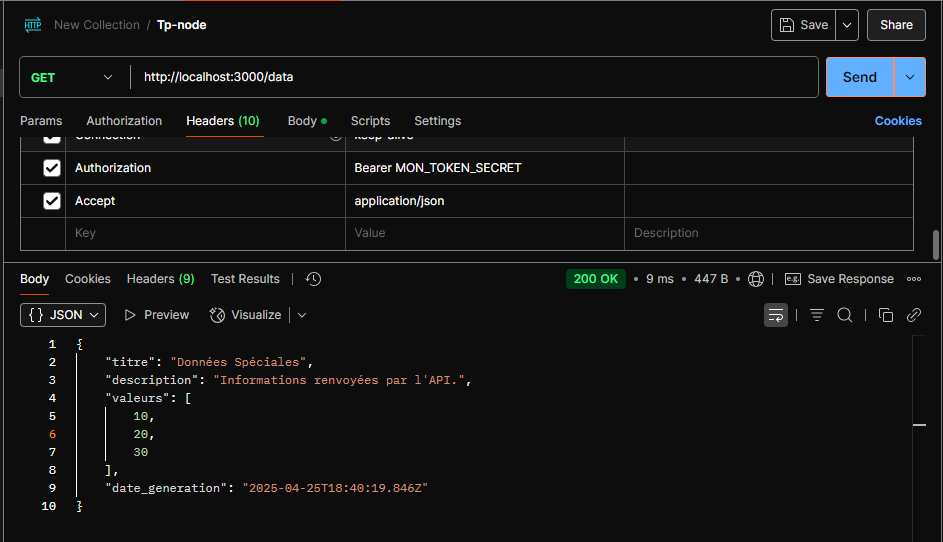 HTTP New Collection / Tp-node Save Share
GET http://localhost:3000/data Send
Params Authorization Headers (10) Body Scripts Settings Cookies
Connection keep-alive
Authorization Bearer MON_TOKEN_SECRET
Accept application/json
Key Value Description
Body Cookies Headers (9) Test Results 200 OK • 9 ms • 447 B • e.g. Save Response
{} JSON Preview Visualize
1 {
2 "titre": "Données Spéciales",
3 "description": "Informations renvoyées par l'API.",
4 "valeurs": [
5 10,
6 20,
7 30
8 ],
9 "date_generation": "2025-04-25T18:40:19.846Z"
10 }